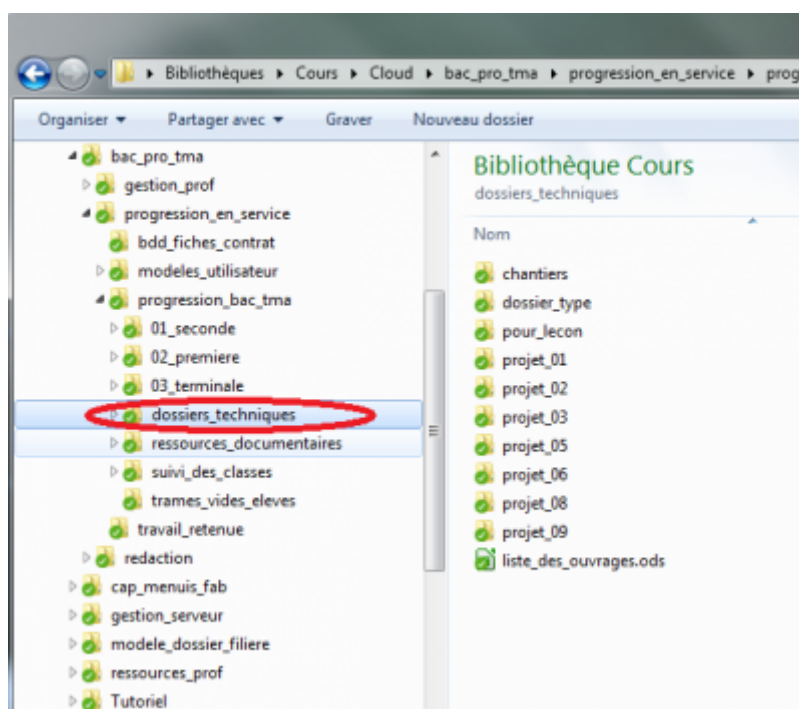 Bibliothèques ▸ Cours ▸ Cloud ▸ bac_pro_tma ▸ progression_en_service ▸ prog
Organiser Partager avec Graver Nouveau dossier
bac_pro_tma
gestion_prof
progression_en_service
bdd_fiches_contrat
modeles_utilisateur
progression_bac_tma
01_seconde
02_premiere
03_terminale
dossiers_techniques
ressources_documentaires
suivi_des_classes
trames_vides_eleves
travail_retenue
redaction
cap_menuis_fab
gestion_serveur
modele_dossier_filiere
ressources_prof
Tutoriel
Bibliothèque Cours
dossiers_techniques
Nom
chantiers
dossier_type
pour_lecon
projet_01
projet_02
projet_03
projet_05
projet_06
projet_08
projet_09
liste_des_ouvrages.ods